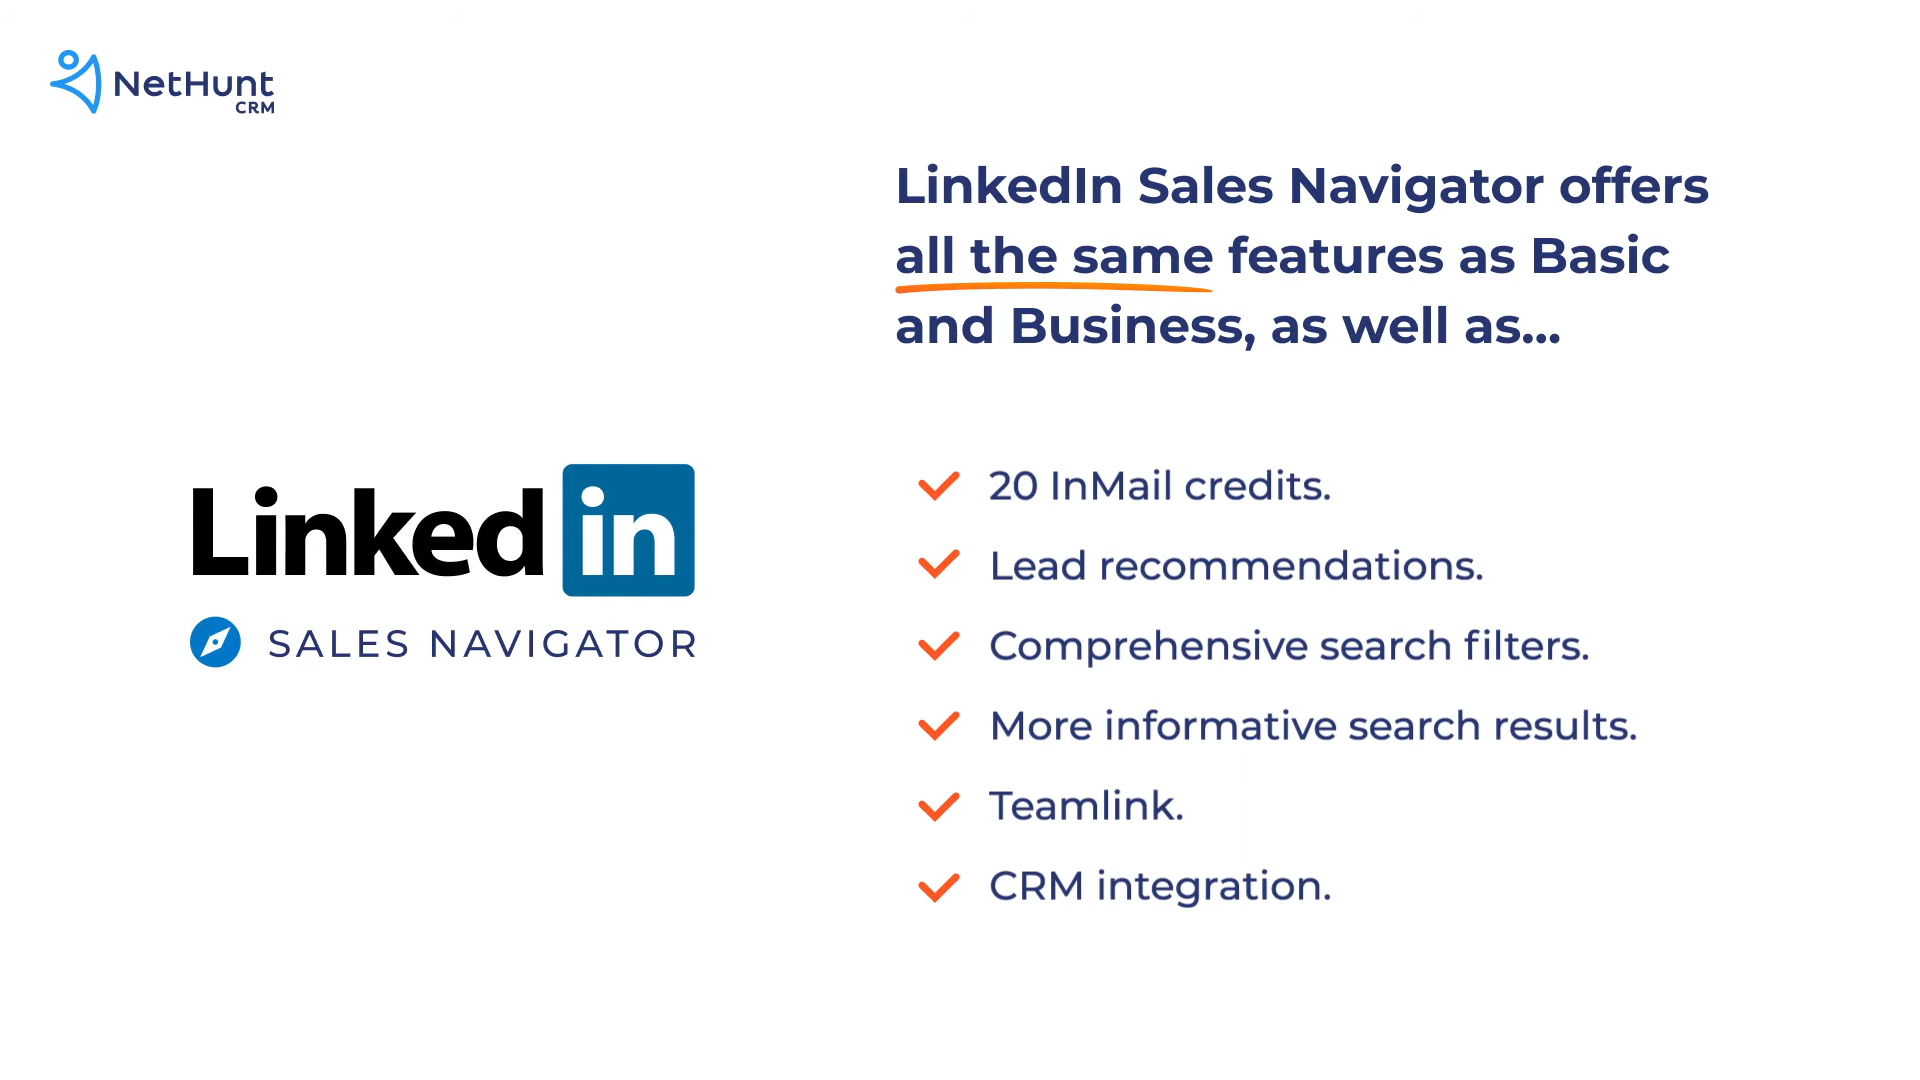 NetHunt
CRM
LinkedIn Sales Navigator offers
all the same features as Basic
and Business, as well as...
Linked in
SALES NAVIGATOR
20 InMail credits.
Lead recommendations.
Comprehensive search filters.
More informative search results.
Teamlink.
CRM integration.